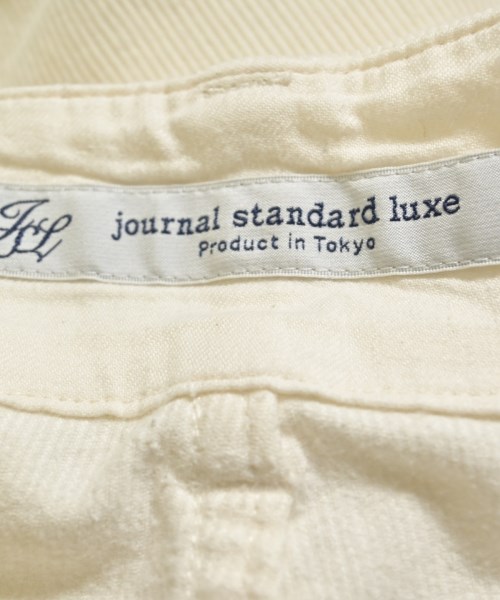 JSL
journal standard luxe
Product in Tokyo